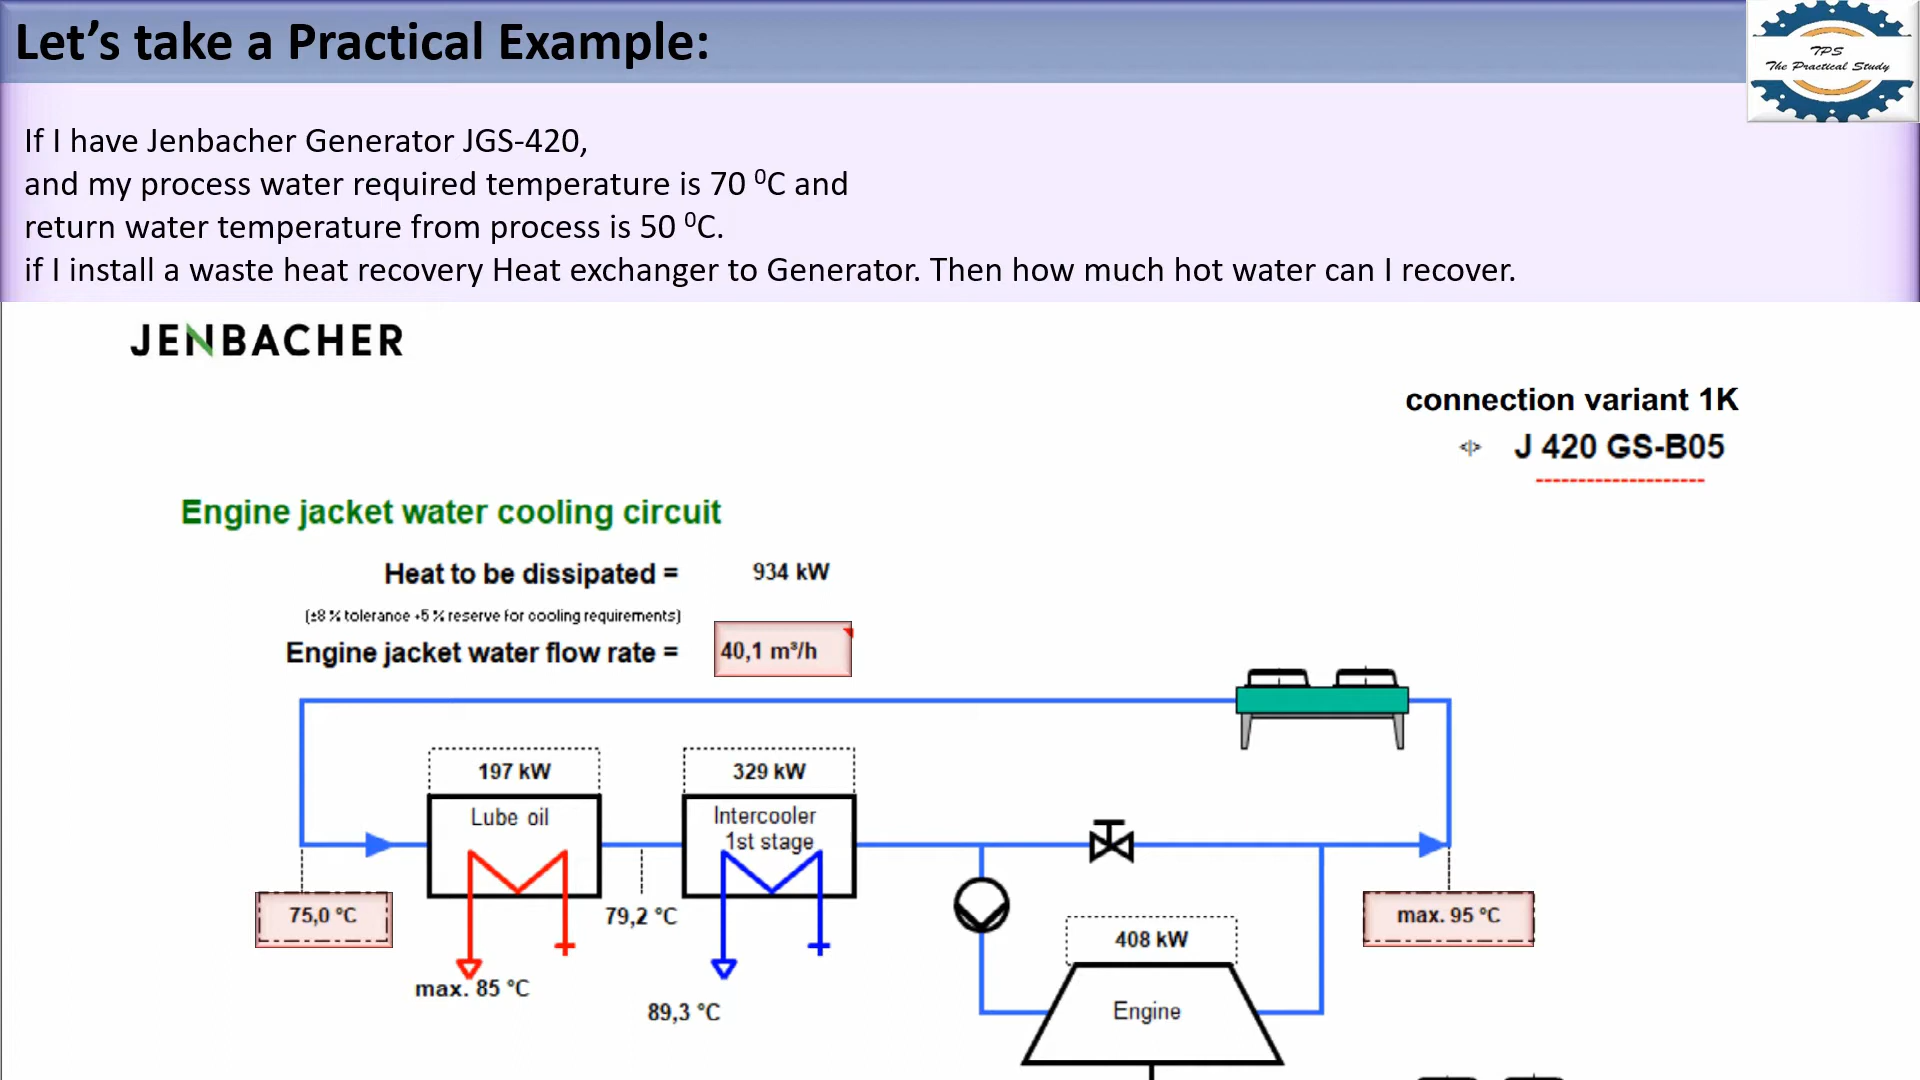 Let’s take a Practical Example:
TPS
The Practical Study
If I have Jenbacher Generator JGS-420,
and my process water required temperature is 70 ⁰C and
return water temperature from process is 50 ⁰C.
if I install a waste heat recovery Heat exchanger to Generator. Then how much hot water can I recover.
JENBACHER
connection variant 1K
J 420 GS-B05
Engine jacket water cooling circuit
Heat to be dissipated = 934 kW
(±8 % tolerance +5 % reserve for cooling requirements)
Engine jacket water flow rate = 40,1 m³/h
197 kW
329 kW
Lube oil
Intercooler
1st stage
75,0 °C
79,2 °C
max. 95 °C
408 kW
max. 85 °C
89,3 °C
Engine